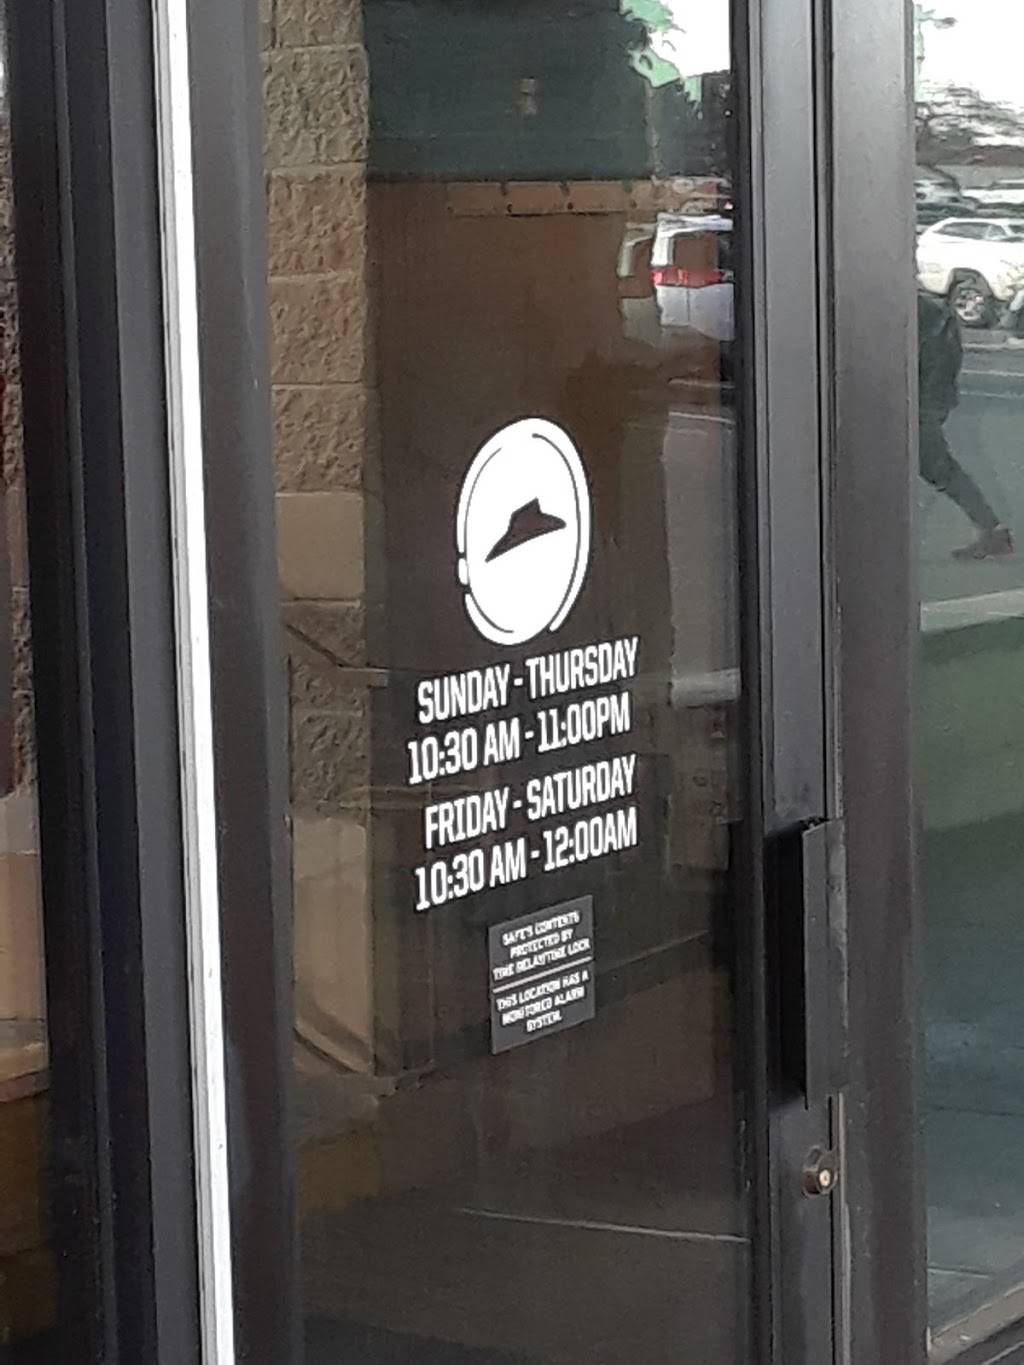 SUNDAY - THURSDAY
10:30 AM - 11:00PM
FRIDAY - SATURDAY
10:30 AM - 12:00AM
SAFE'S CONTENTS
PROTECTED BY
TIME DELAY/TIME LOCK
THIS LOCATION HAS A
MONITORED ALARM
SYSTEM.